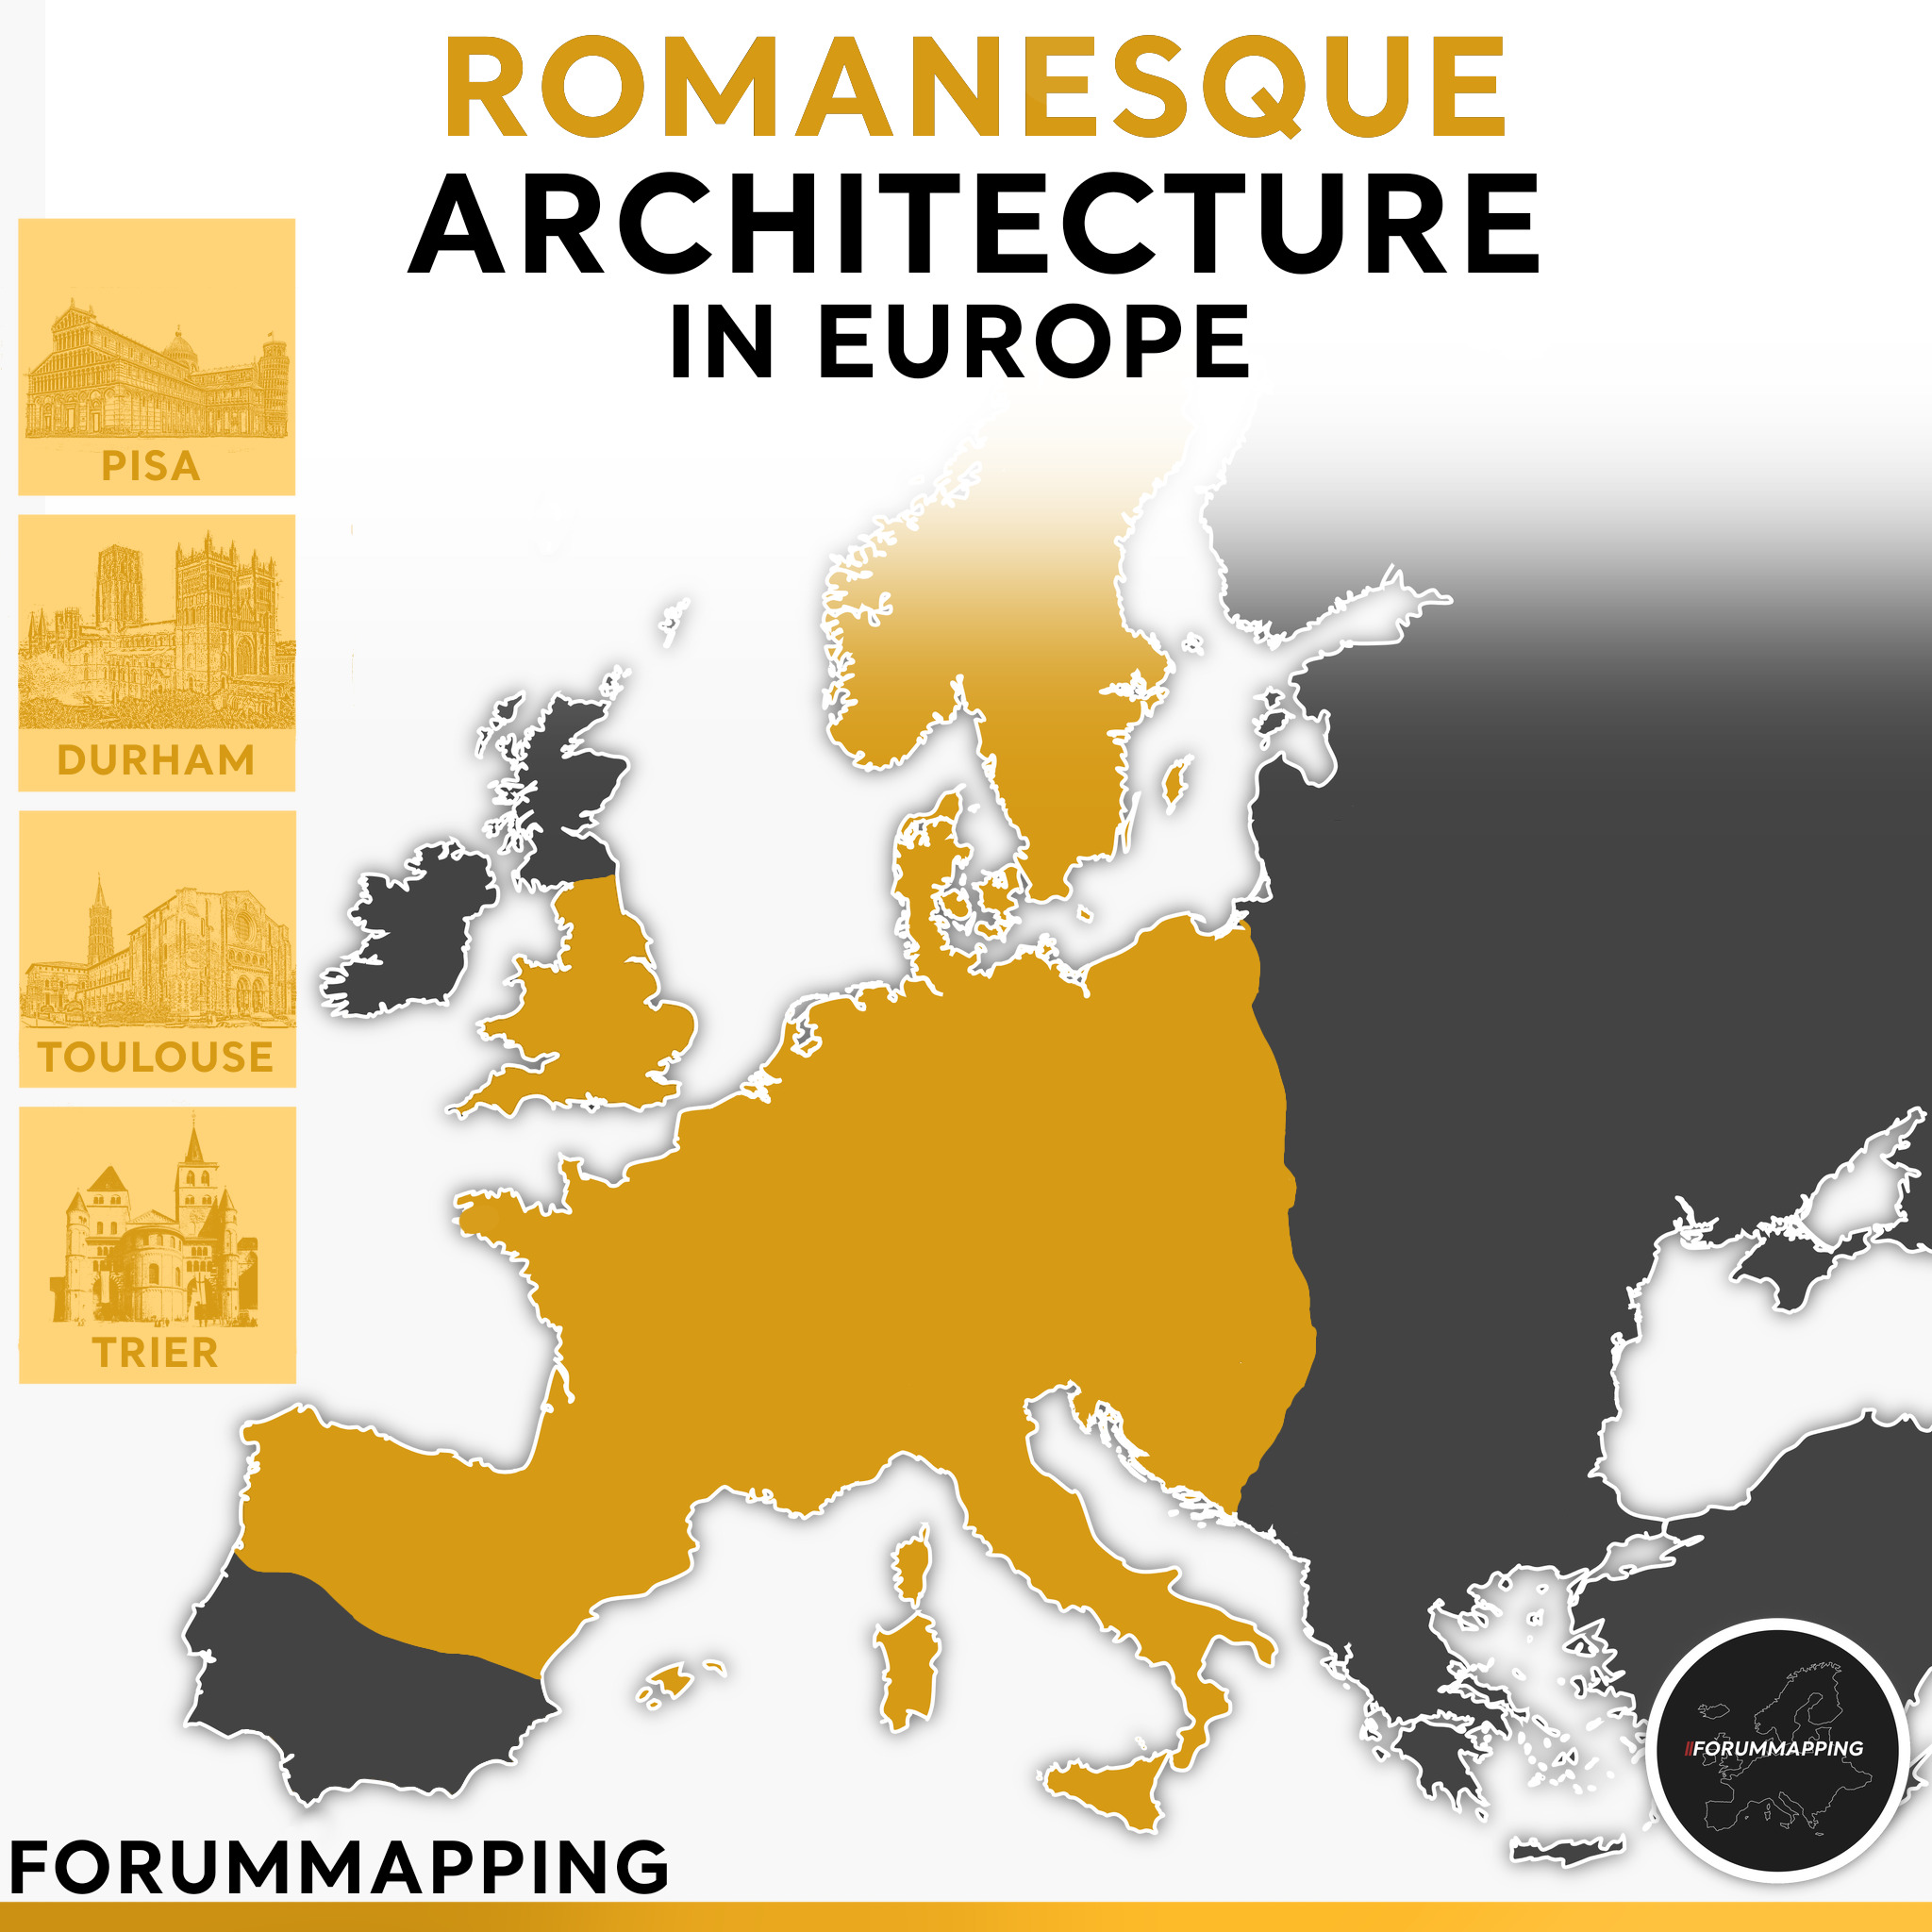 ROMANESQUE
ARCHITECTURE
IN EUROPE
PISA
DURHAM
TOULOUSE
TRIER
//FORUMMAPPING
FORUMMAPPING